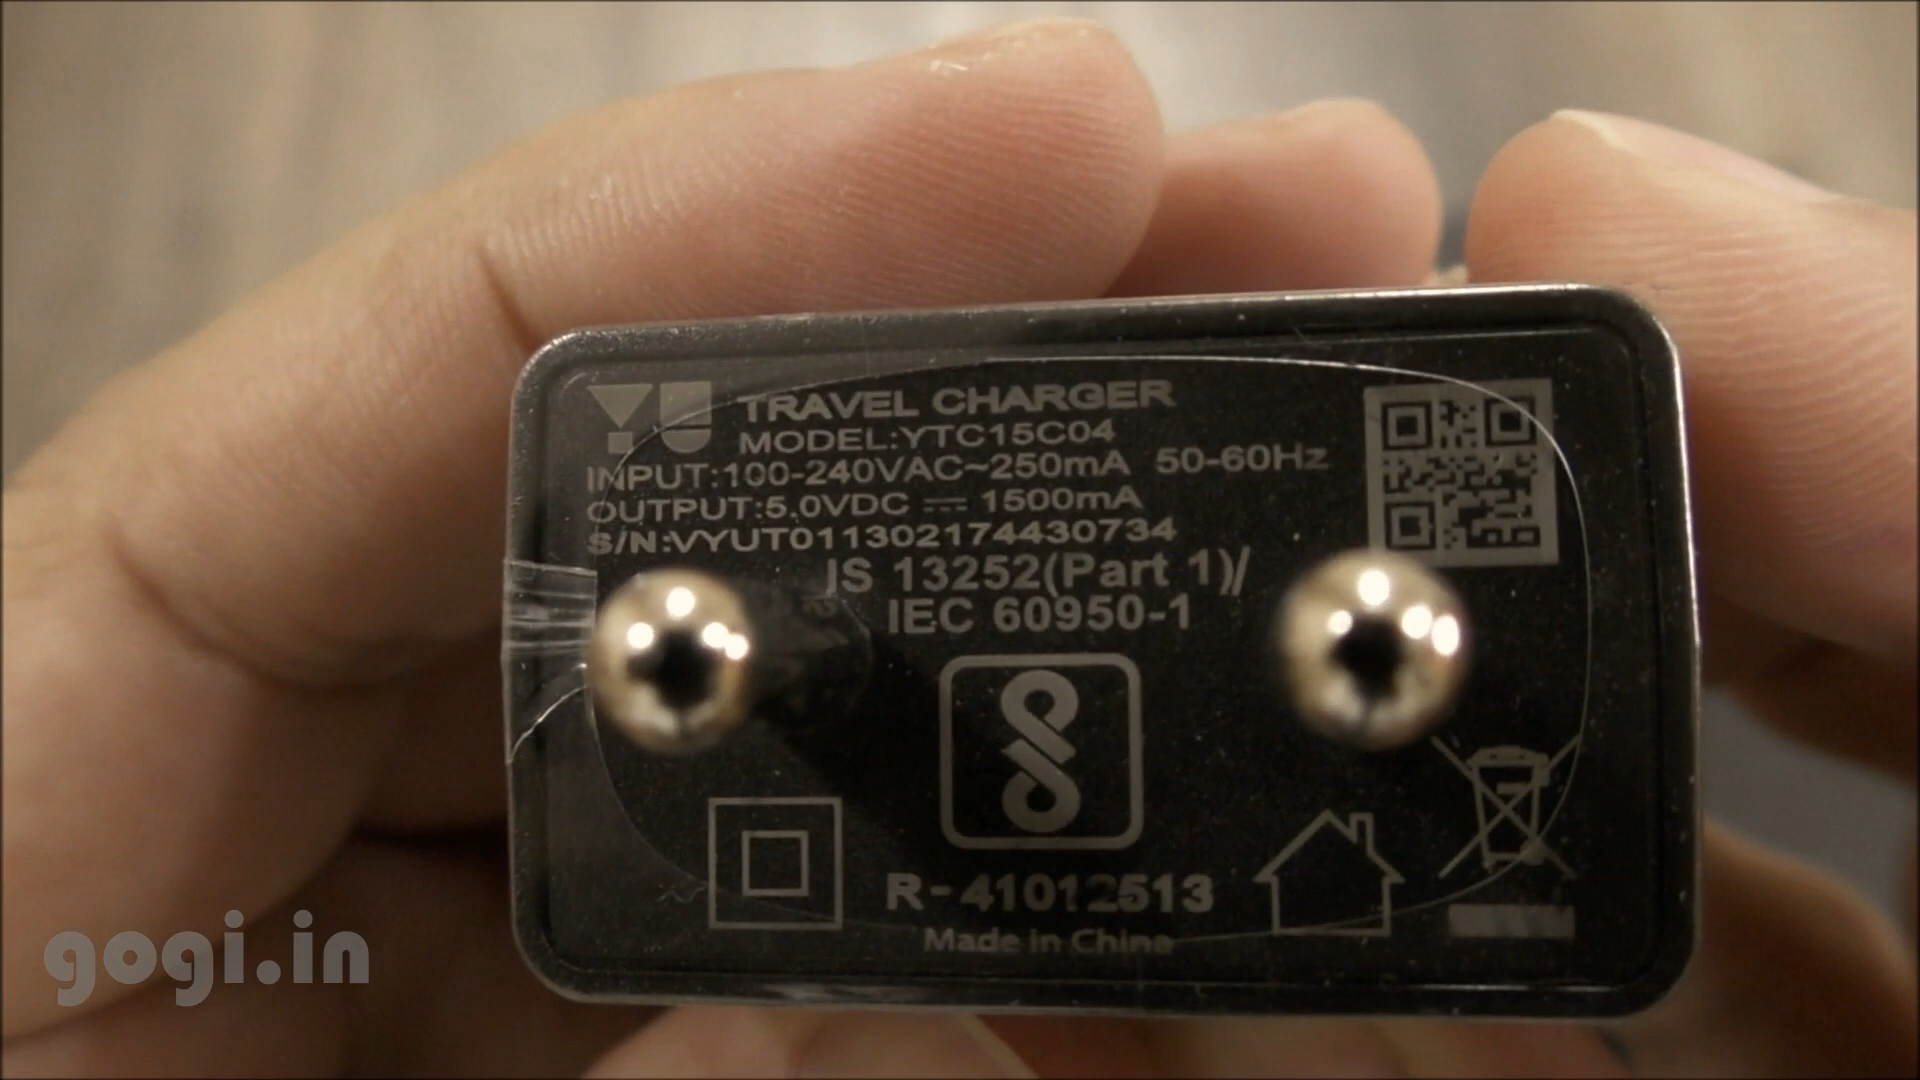 YU TRAVEL CHARGER
MODEL:YTC15C04
INPUT:100-240VAC~250mA 50-60Hz
OUTPUT:5.0VDC ⎓ 1500mA
S/N:VYUT011302174430734
IS 13252(Part 1)/
IEC 60950-1
R-41012513
Made in China
gogi.in